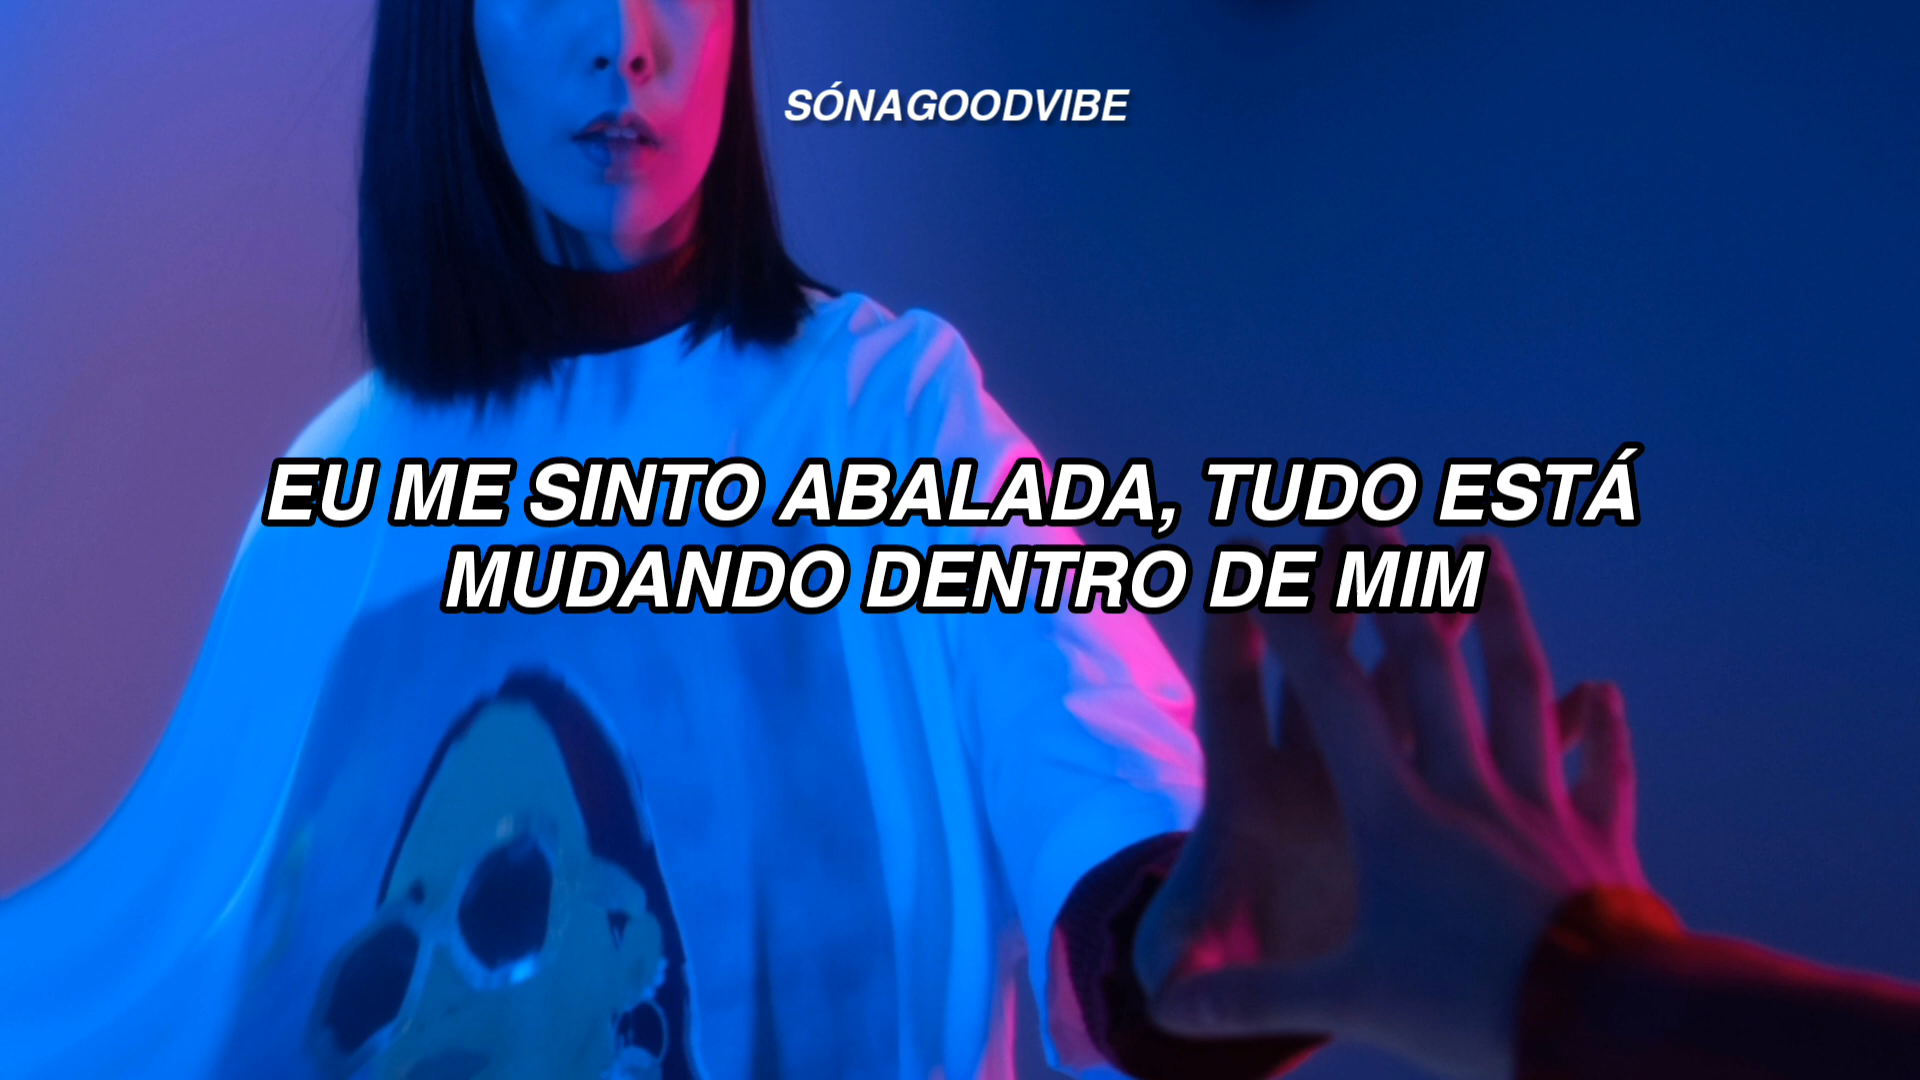 SÓNAGOODVIBE
EU ME SINTO ABALADA, TUDO ESTÁ
MUDANDO DENTRO DE MIM